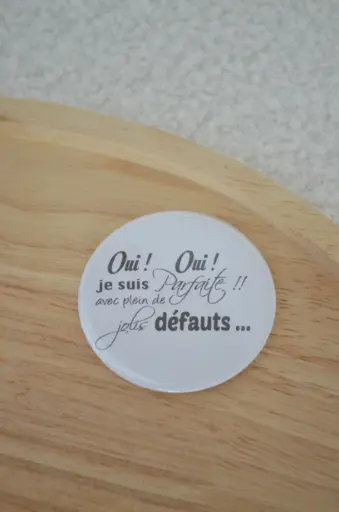 Oui ! Oui !
je suis Parfaite !!
avec plein de
jolis défauts ...